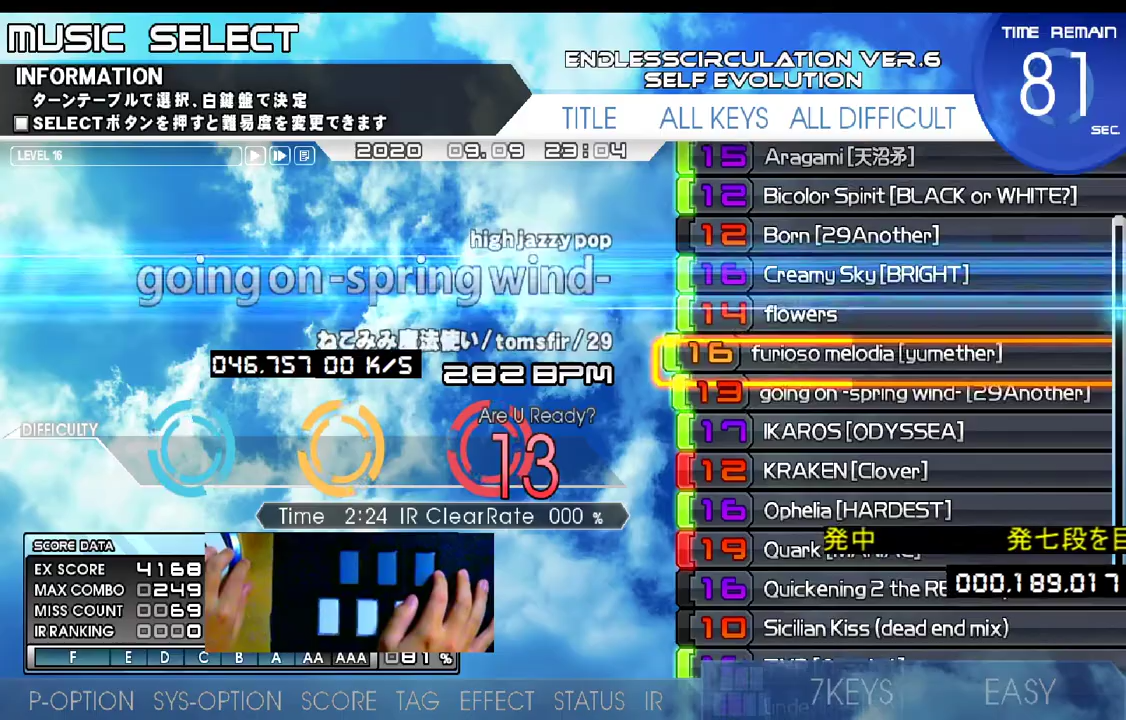 MUSIC SELECT
INFORMATION
ターンテーブルで選択、白鍵盤で決定
■SELECTボタンを押すと難易度を変更できます
ENDLESSCIRCULATION VER.6
SELF EVOLUTION
TITLE ALL KEYS ALL DIFFICULT
TIME REMAIN
81
SEC.
LEVEL 16
2020 09.09 23:04
high jazzy pop
going on -spring wind-
ねこみみ魔法使い/tomsfir/29
046,757 00 K/S
282 BPM
DIFFICULTY
Are U Ready?
13
Time 2:24 IR ClearRate 000 %
SCORE DATA
EX SCORE 4168
MAX COMBO 0249
MISS COUNT 0069
IR RANKING 0000
F E D C B A AA AAA 081 %
15 Aragami [天沼矛]
12 Bicolor Spirit [BLACK or WHITE?]
12 Born [29Another]
16 Creamy Sky [BRIGHT]
14 flowers
16 furioso melodia [yumether]
13 going on -spring wind- [29Another]
17 IKAROS [ODYSSEA]
12 KRAKEN [Clover]
16 Ophelia [HARDEST]
19 Quark
発中 発七段を
16 Quickening 2 the
000,189,017
10 Sicilian Kiss (dead end mix)
P-OPTION SYS-OPTION SCORE TAG EFFECT STATUS IR
7KEYS EASY